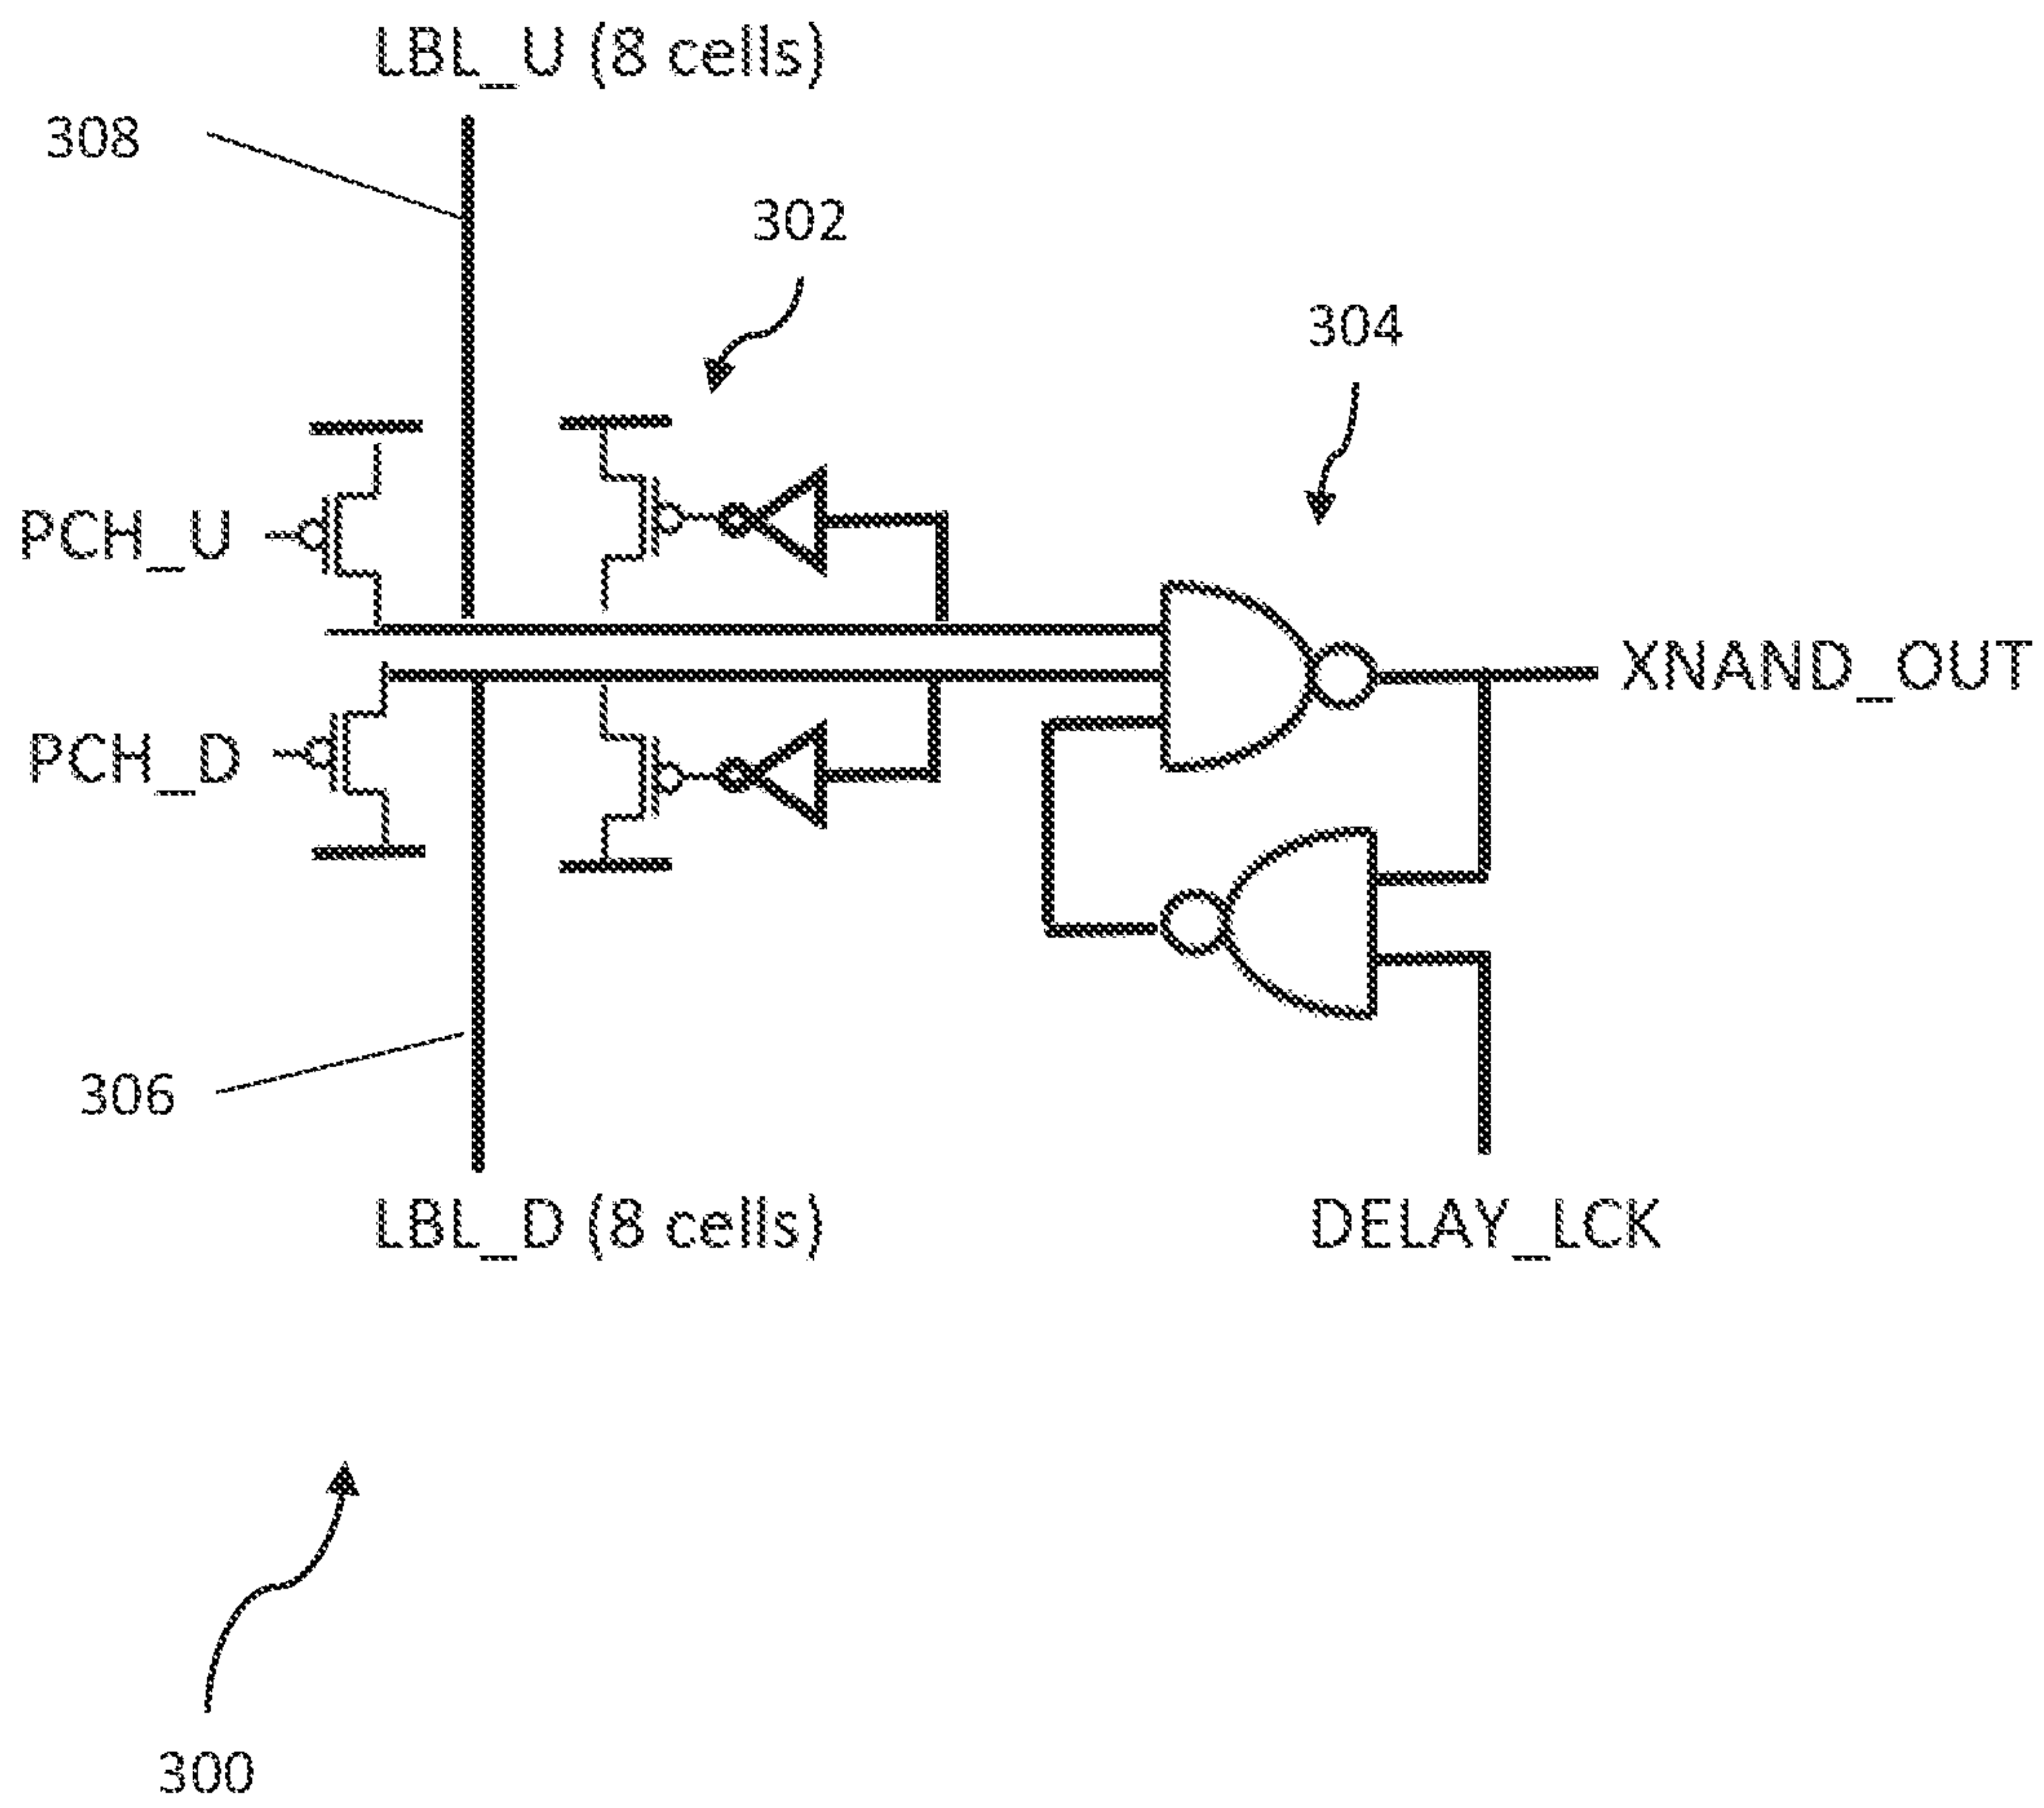 LBL_U (8 cells)
308
302
304
PCH_U
XNAND_OUT
PCH_D
306
LBL_D (8 cells)
DELAY_LCK
300